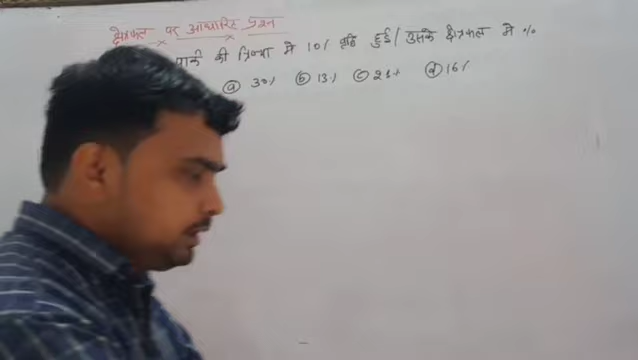 क्षेत्रफल पर आधारित प्रश्न
की त्रिज्या में 10% वृद्धि हुई / उसके क्षेत्रफल में %
(a) 30% (b) 13% (c) 21% (d) 16%